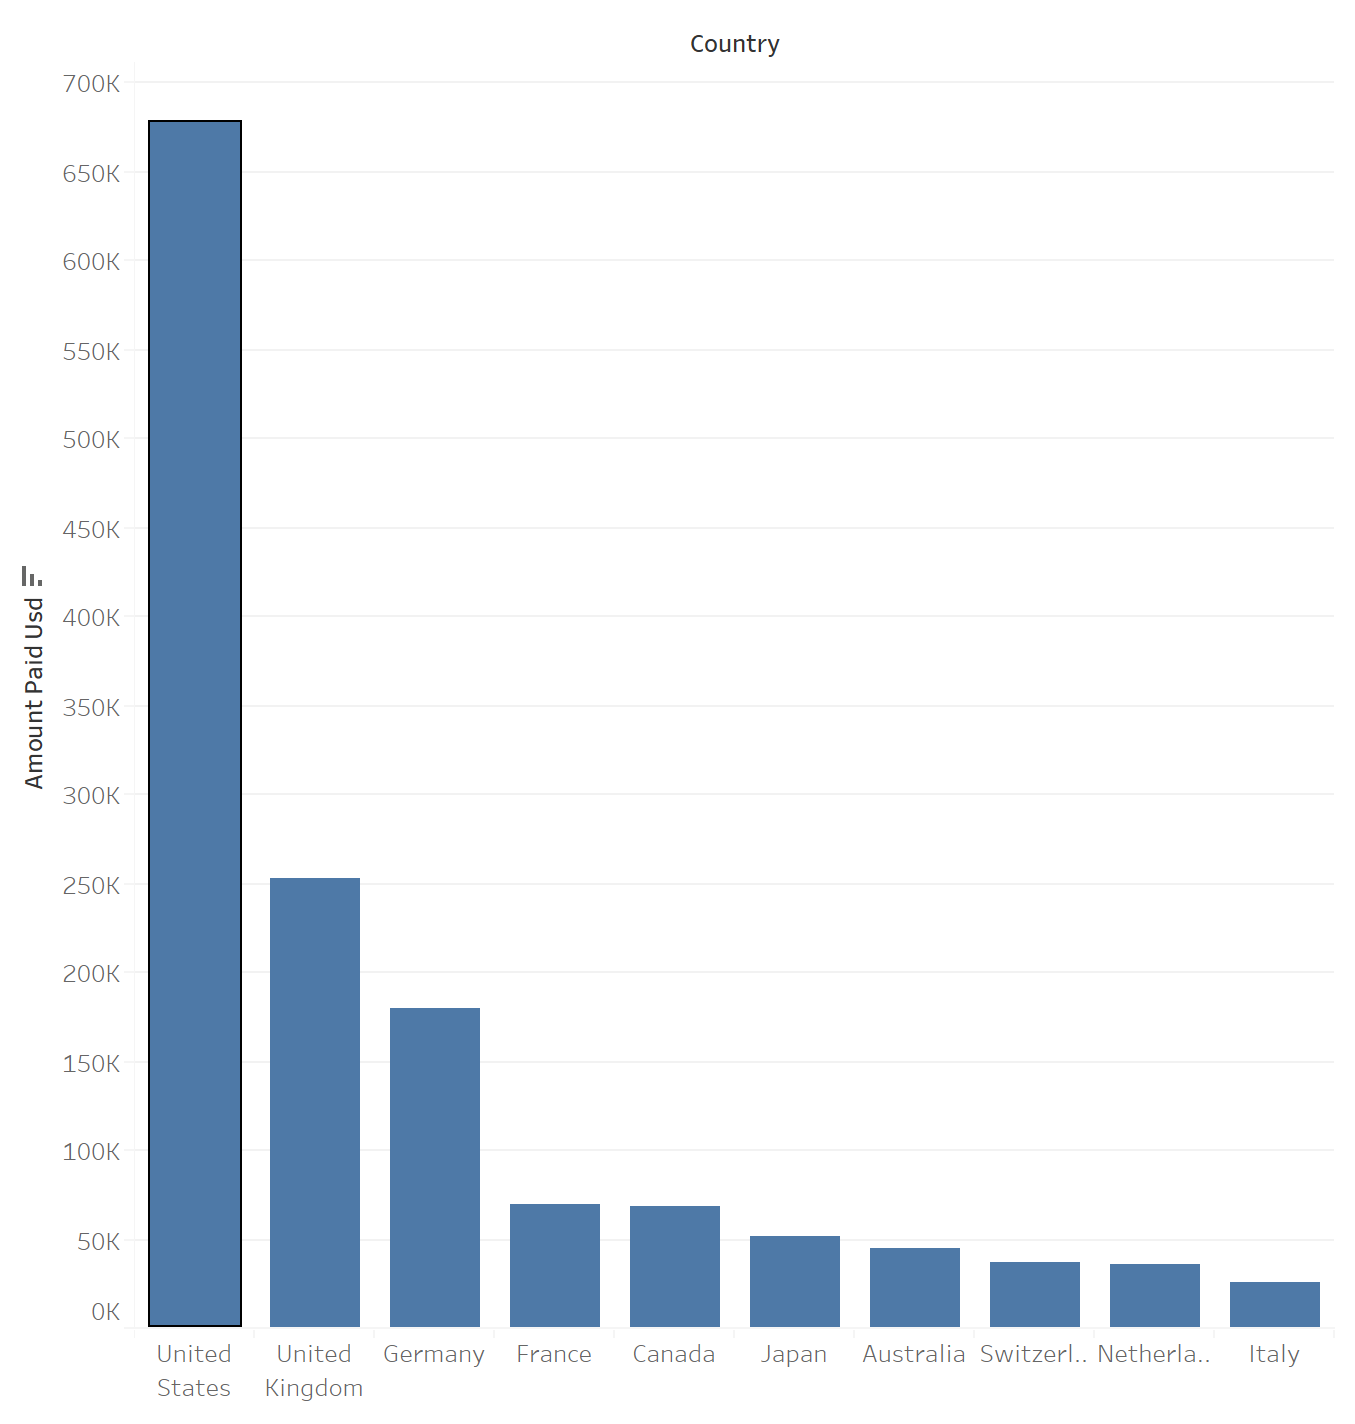 Country
700K
650K
600K
550K
500K
450K
400K
350K
300K
250K
200K
150K
100K
50K
0K
Amount Paid Usd
United States
United Kingdom
Germany
France
Canada
Japan
Australia
Switzerl..
Netherla..
Italy